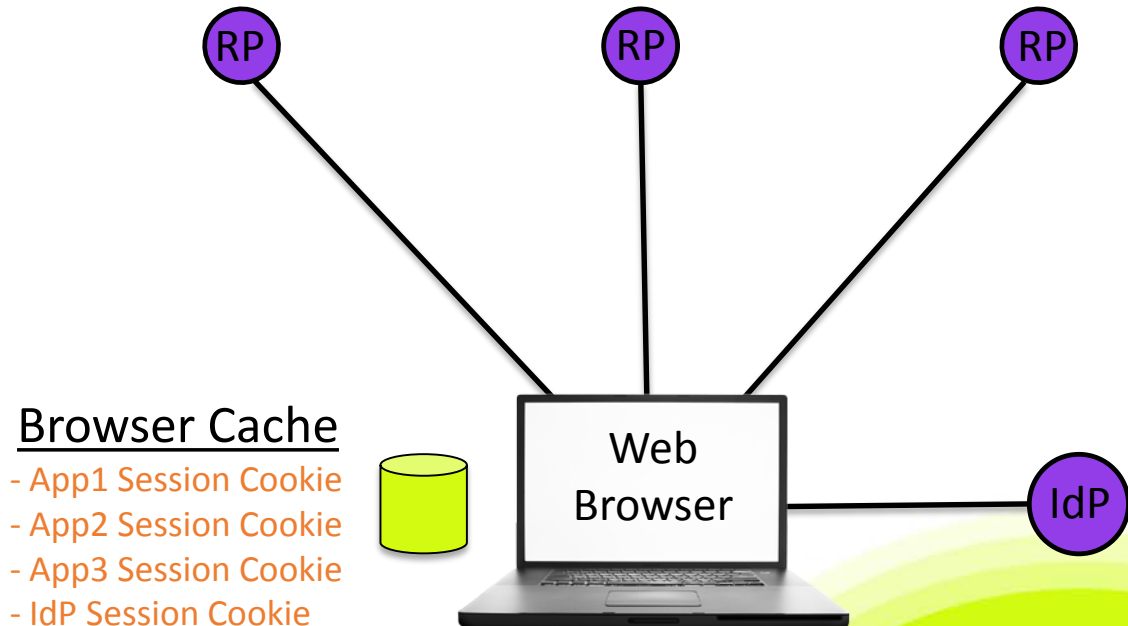 RP
RP
RP
Browser Cache
- App1 Session Cookie
- App2 Session Cookie
- App3 Session Cookie
- IdP Session Cookie
Web
Browser
IdP